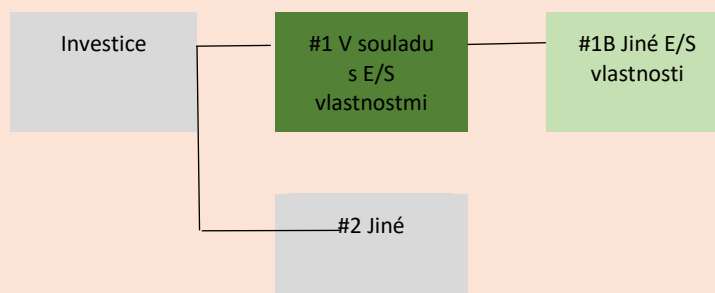 Investice
#1 V souladu
s E/S
vlastnostmi
#1B Jiné E/S
vlastnosti
#2 Jiné